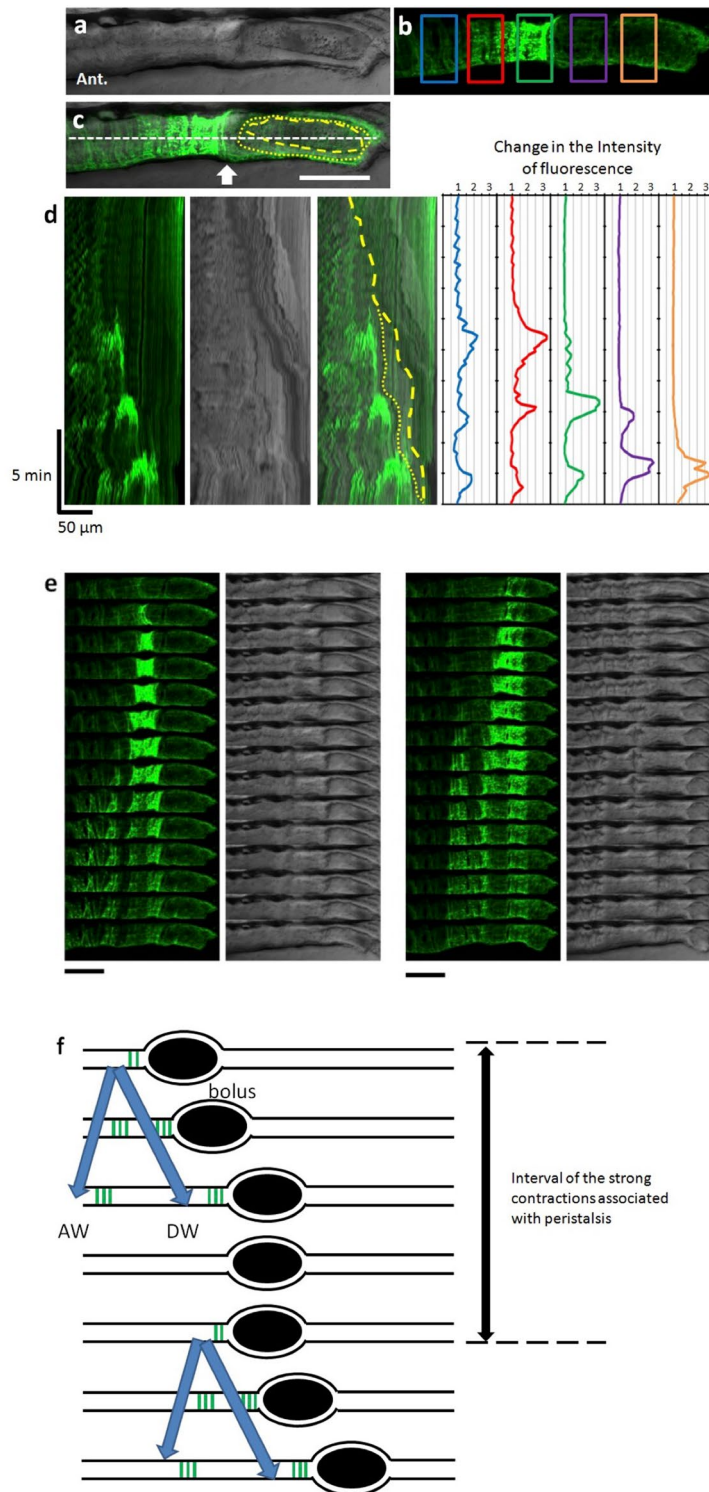 a
Ant.
b
c
Change in the Intensity
of fluorescence
1 2 3 1 2 3 1 2 3 1 2 3 1 2 3
d
5 min
50 µm
e
f
bolus
AW DW
Interval of the strong
contractions associated
with peristalsis